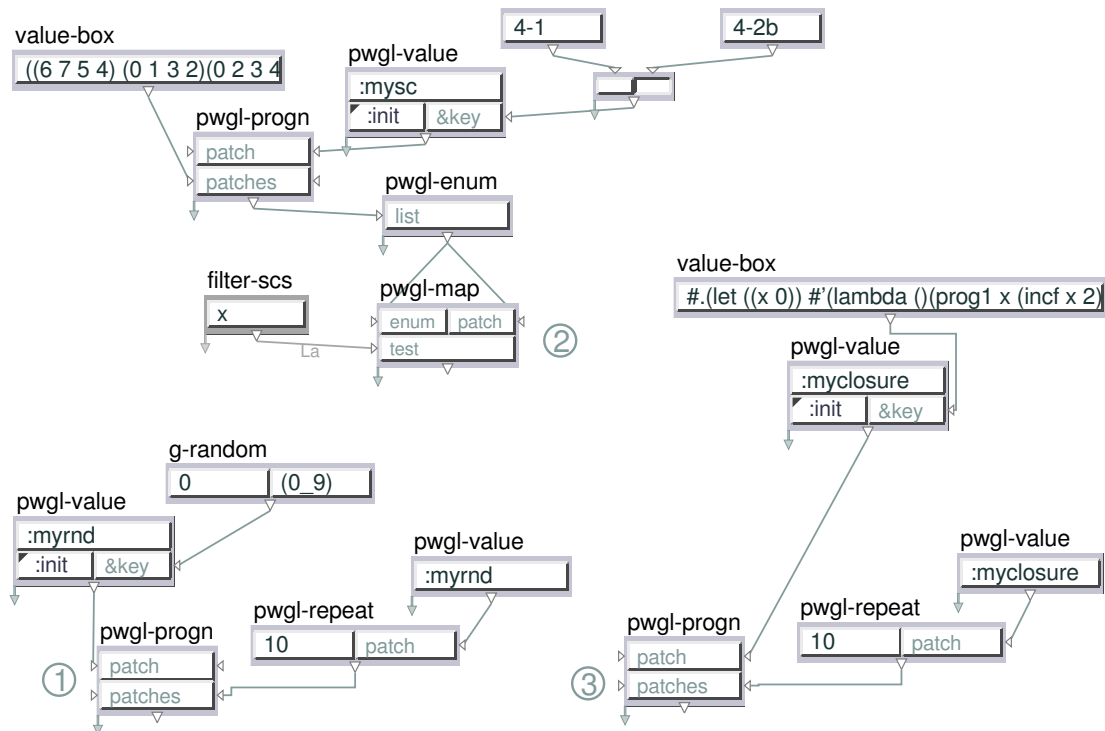 4-1
4-2b
value-box
((6 7 5 4) (0 1 3 2)(0 2 3 4
pwgl-value
:mysc
:init &key
pwgl-progn
patch
patches
pwgl-enum
list
filter-scs
x
La
pwgl-map
enum patch
test
②
value-box
#.(let ((x 0)) #'(lambda ()(prog1 x (incf x 2)
pwgl-value
:myclosure
:init &key
g-random
0 (0_9)
pwgl-value
:myrnd
:init &key
pwgl-value
:myrnd
pwgl-repeat
10 patch
pwgl-progn
① patch
patches
pwgl-value
:myclosure
pwgl-repeat
10 patch
pwgl-progn
③ patch
patches